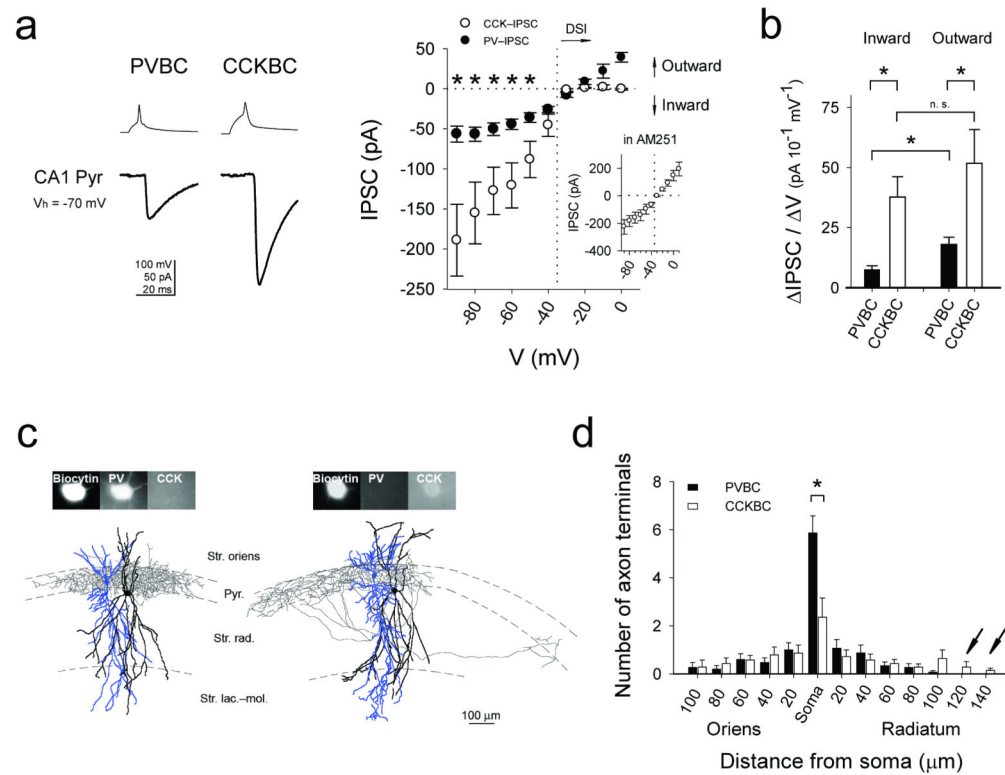 a
PVBC
CCKBC
CA1 Pyr
Vh = -70 mV
100 mV
50 pA
20 ms
CCK–IPSC
PV–IPSC
DSI
Outward
Inward
IPSC (pA)
50
0
-50
-100
-150
-200
-250
* * * * *
-80
-60
-40
-20
0
V (mV)
in AM251
IPSC (pA)
200
0
-200
-400
-80
-40
0
b
Inward
Outward
*
*
n. s.
*
ΔIPSC / ΔV (pA 10⁻¹ mV⁻¹)
75
50
25
0
PVBC
CCKBC
PVBC
CCKBC
c
Biocytin
PV
CCK
Biocytin
PV
CCK
Str. oriens
Pyr.
Str. rad.
Str. lac.–mol.
100 μm
d
PVBC
CCKBC
*
Number of axon terminals
8
6
4
2
0
100
80
60
40
20
Soma
20
40
60
80
100
120
140
Oriens
Radiatum
Distance from soma (μm)